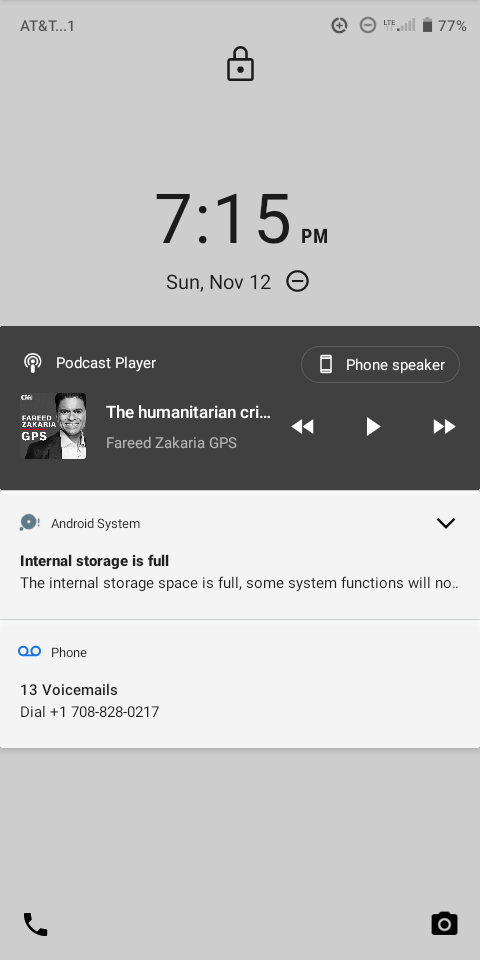 AT&T...1
LTE
77%
7:15 PM
Sun, Nov 12
Podcast Player
Phone speaker
CNN
FAREED
ZAKARIA
GPS
The humanitarian cri...
Fareed Zakaria GPS
Android System
Internal storage is full
The internal storage space is full, some system functions will no..
Phone
13 Voicemails
Dial +1 708-828-0217